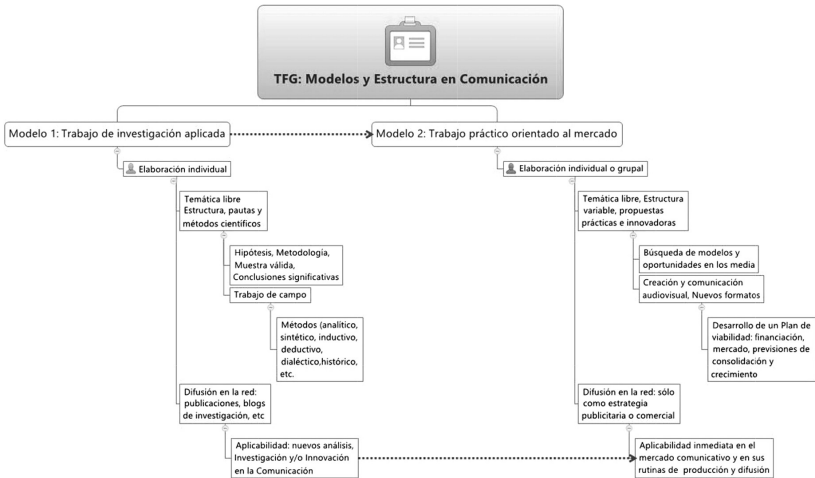 TFG: Modelos y Estructura en Comunicación
Modelo 1: Trabajo de investigación aplicada
Elaboración individual
Temática libre
Estructura, pautas y
métodos científicos
Hipótesis, Metodología,
Muestra válida,
Conclusiones significativas
Trabajo de campo
Métodos (analítico,
sintético, inductivo,
deductivo,
dialéctico,histórico,
etc.
Difusión en la red:
publicaciones, blogs
de investigación, etc
Aplicabilidad: nuevos análisis,
Investigación y/o Innovación
en la Comunicación
Modelo 2: Trabajo práctico orientado al mercado
Elaboración individual o grupal
Temática libre, Estructura
variable, propuestas
prácticas e innovadoras
Búsqueda de modelos y
oportunidades en los media
Creación y comunicación
audiovisual, Nuevos formatos
Desarrollo de un Plan de
viabilidad: financiación,
mercado, previsiones de
consolidación y
crecimiento
Difusión en la red: sólo
como estrategia
publicitaria o comercial
Aplicabilidad inmediata en el
mercado comunicativo y en sus
rutinas de producción y difusión